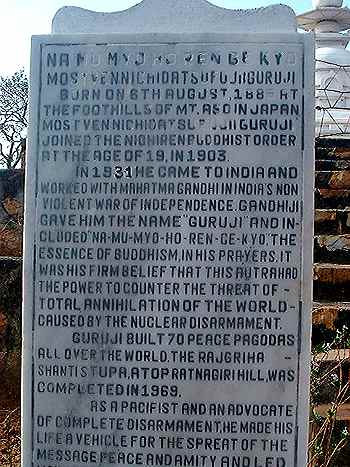 NA MU MYO HO REN GE KYO
MOST VEN NICHIDATSU FUJII GURUJI
BORN ON 6TH AUGUST, 188 AT
THE FOOTHILLS OF MT. ASO IN JAPAN
MOST VEN NICHIDATSU FUJII GURUJI
JOINED THE NICHIREN BUDDHIST ORDER
AT THE AGE OF 19, IN 1903.
IN 1931 HE CAME TO INDIA AND
WORKED WITH MAHATMA GANDHI IN INDIA'S NON
VIOLENT WAR OF INDEPENDENCE. GANDHIJI
GAVE HIM THE NAME "GURUJI" AND IN-
CLUDED "NA-MU-MYO-HO-REN-GE-KYO", THE
ESSENCE OF BUDDHISM, IN HIS PRAYERS. IT
WAS HIS FIRM BELIEF THAT THIS AUTRA HAD
THE POWER TO COUNTER THE THREAT OF -
TOTAL ANNIHILATION OF THE WORLD-
CAUSED BY THE NUCLEAR DISARMAMENT.
GURUJI BUILT 70 PEACE PAGODAS
ALL OVER THE WORLD. THE RAJGRIHA -
SHANTI STUPA, ATOP RATNAGIRI HILL, WAS
COMPLETED IN 1969.
AS A PACIFIST AND AN ADVOCATE
OF COMPLETE DISARMAMENT, HE MADE HIS
LIFE A VEHICLE FOR THE SPREAT OF THE
MESSAGE PEACE AND AMITY AND LED